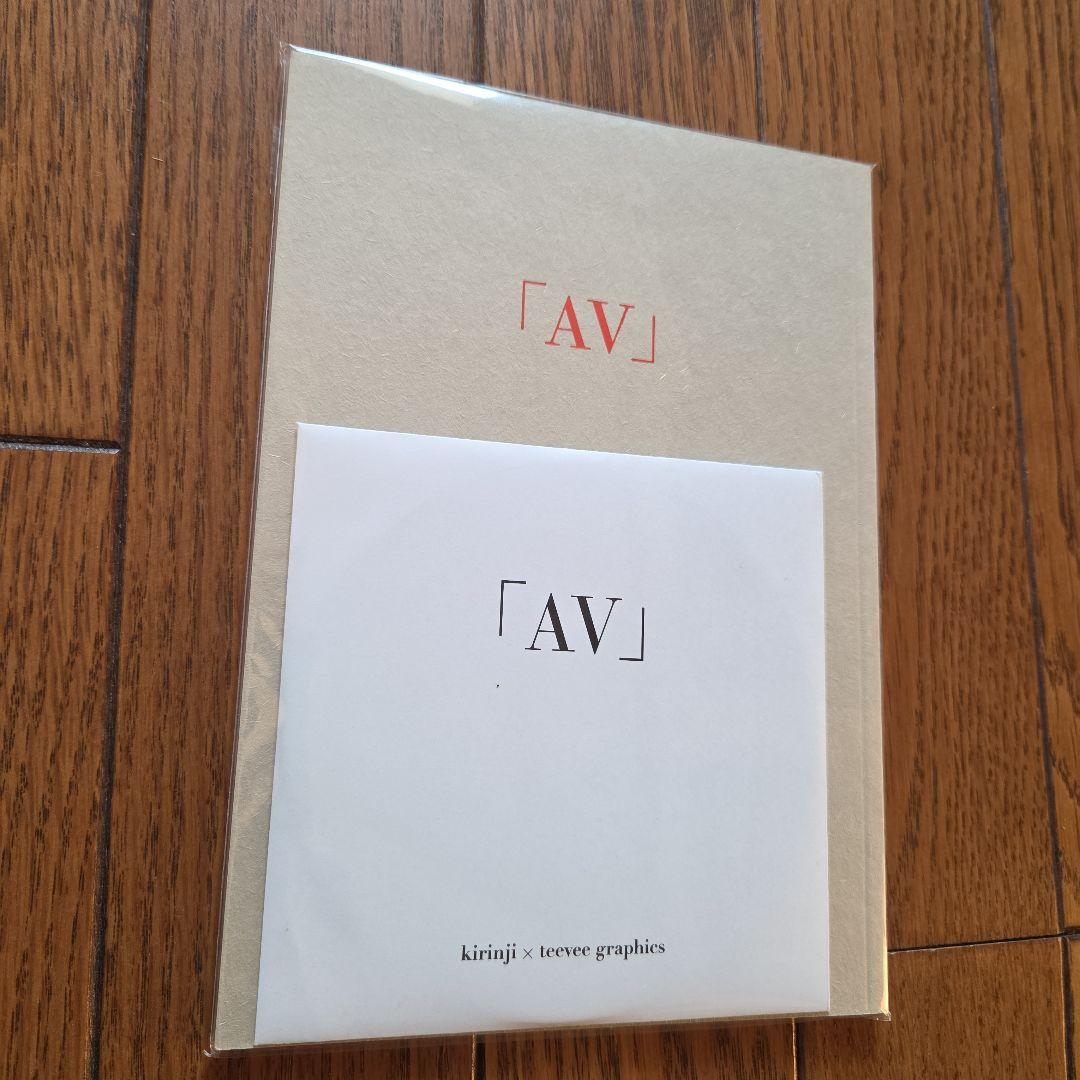 「AV」
「AV」
kirinji × teevee graphics